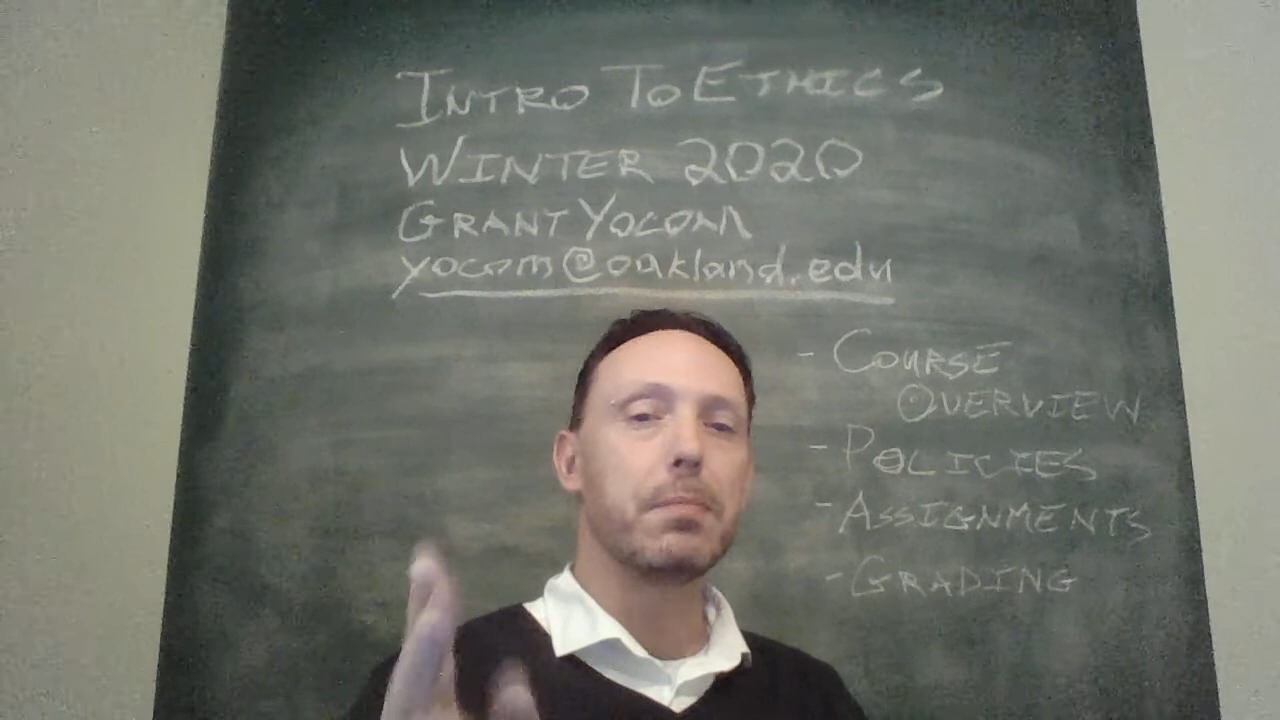 INTRO TO ETHICS
WINTER 2020
GRANT YOCOM
yocom@oakland.edu
- COURSE
OVERVIEW
- POLICIES
- ASSIGNMENTS
- GRADING